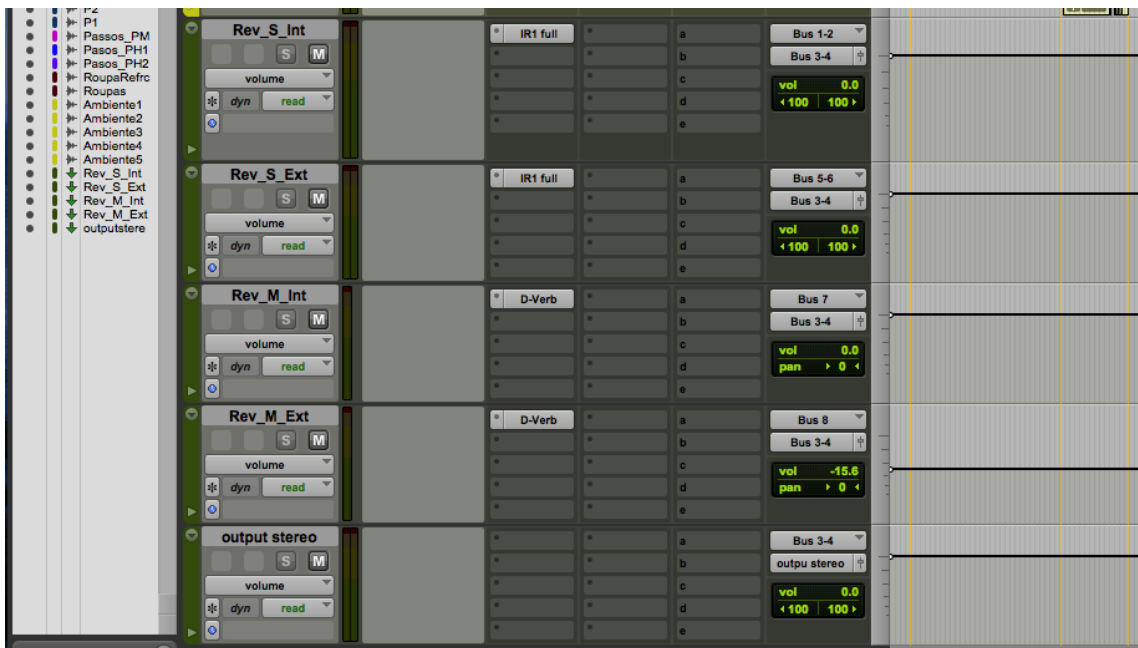 P2
P1
Passos_PM
Pasos_PH1
Pasos_PH2
RoupaRefrc
Roupas
Ambiente1
Ambiente2
Ambiente3
Ambiente4
Ambiente5
Rev_S_Int
Rev_S_Ext
Rev_M_Int
Rev_M_Ext
outputstere
Rev_S_Int IR1 full a Bus 1-2
S M b Bus 3-4
volume c vol 0.0
dyn read d 100 100
e
Rev_S_Ext IR1 full a Bus 5-6
S M b Bus 3-4
volume c vol 0.0
dyn read d 100 100
e
Rev_M_Int D-Verb a Bus 7
S M b Bus 3-4
volume c vol 0.0
dyn read d pan 0
e
Rev_M_Ext D-Verb a Bus 8
S M b Bus 3-4
volume c vol -15.6
dyn read d pan 0
e
output stereo a Bus 3-4
S M b outpu stereo
volume c vol 0.0
dyn read d 100 100
e